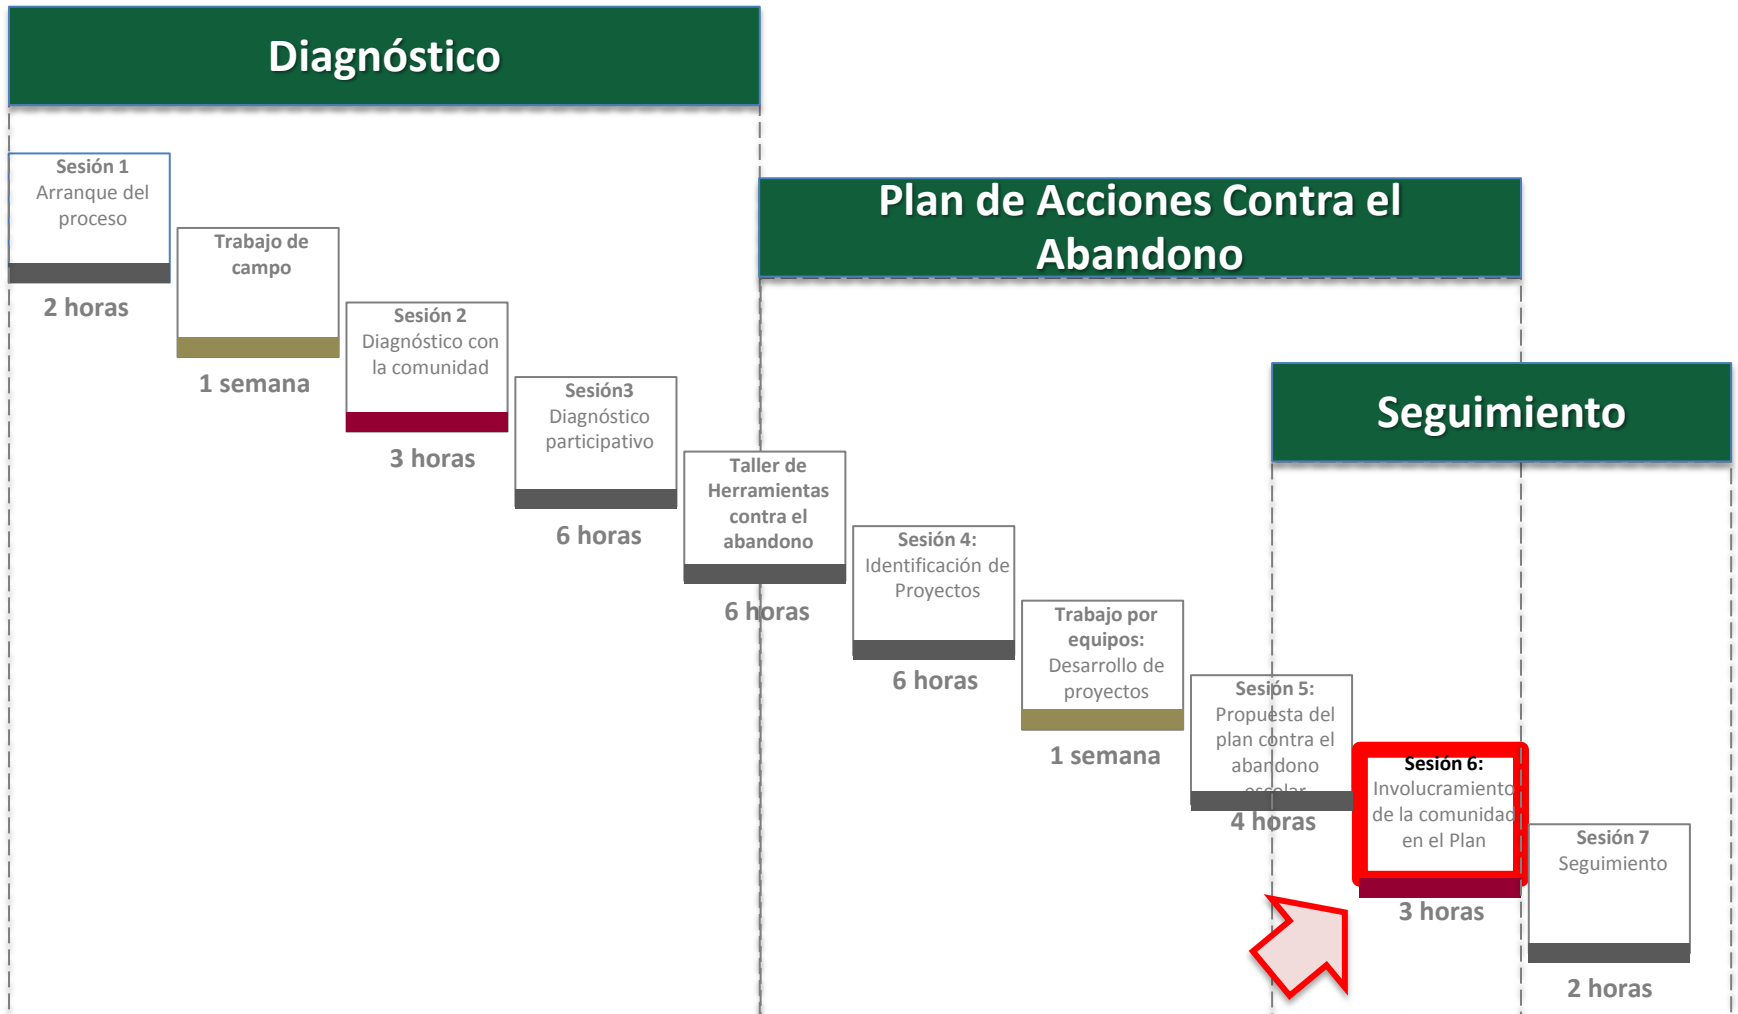 Diagnóstico
Sesión 1
Arranque del
proceso
2 horas
Trabajo de
campo
1 semana
Sesión 2
Diagnóstico con
la comunidad
3 horas
Sesión3
Diagnóstico
participativo
6 horas
Plan de Acciones Contra el
Abandono
Taller de
Herramientas
contra el
abandono
6 horas
Sesión 4:
Identificación de
Proyectos
6 horas
Trabajo por
equipos:
Desarrollo de
proyectos
1 semana
Seguimiento
Sesión 5:
Propuesta del
plan contra el
abandono
escolar
4 horas
Sesión 6:
Involucramiento
de la comunidad
en el Plan
3 horas
Sesión 7
Seguimiento
2 horas